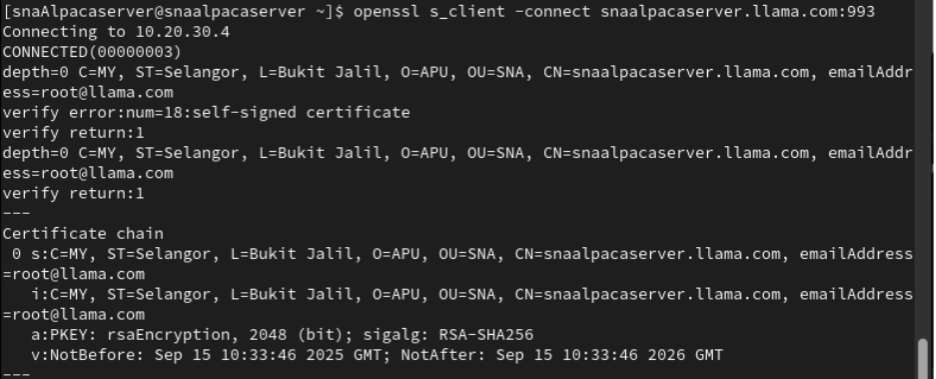 [snaAlpacaserver@snaalpacaserver ~]$ openssl s_client -connect snaalpacaserver.llama.com:993
Connecting to 10.20.30.4
CONNECTED(00000003)
depth=0 C=MY, ST=Selangor, L=Bukit Jalil, O=APU, OU=SNA, CN=snaalpacaserver.llama.com, emailAddr
ess=root@llama.com
verify error:num=18:self-signed certificate
verify return:1
depth=0 C=MY, ST=Selangor, L=Bukit Jalil, O=APU, OU=SNA, CN=snaalpacaserver.llama.com, emailAddr
ess=root@llama.com
verify return:1
---
Certificate chain
 0 s:C=MY, ST=Selangor, L=Bukit Jalil, O=APU, OU=SNA, CN=snaalpacaserver.llama.com, emailAddress
=root@llama.com
   i:C=MY, ST=Selangor, L=Bukit Jalil, O=APU, OU=SNA, CN=snaalpacaserver.llama.com, emailAddress
=root@llama.com
   a:PKEY: rsaEncryption, 2048 (bit); sigalg: RSA-SHA256
   v:NotBefore: Sep 15 10:33:46 2025 GMT; NotAfter: Sep 15 10:33:46 2026 GMT
---